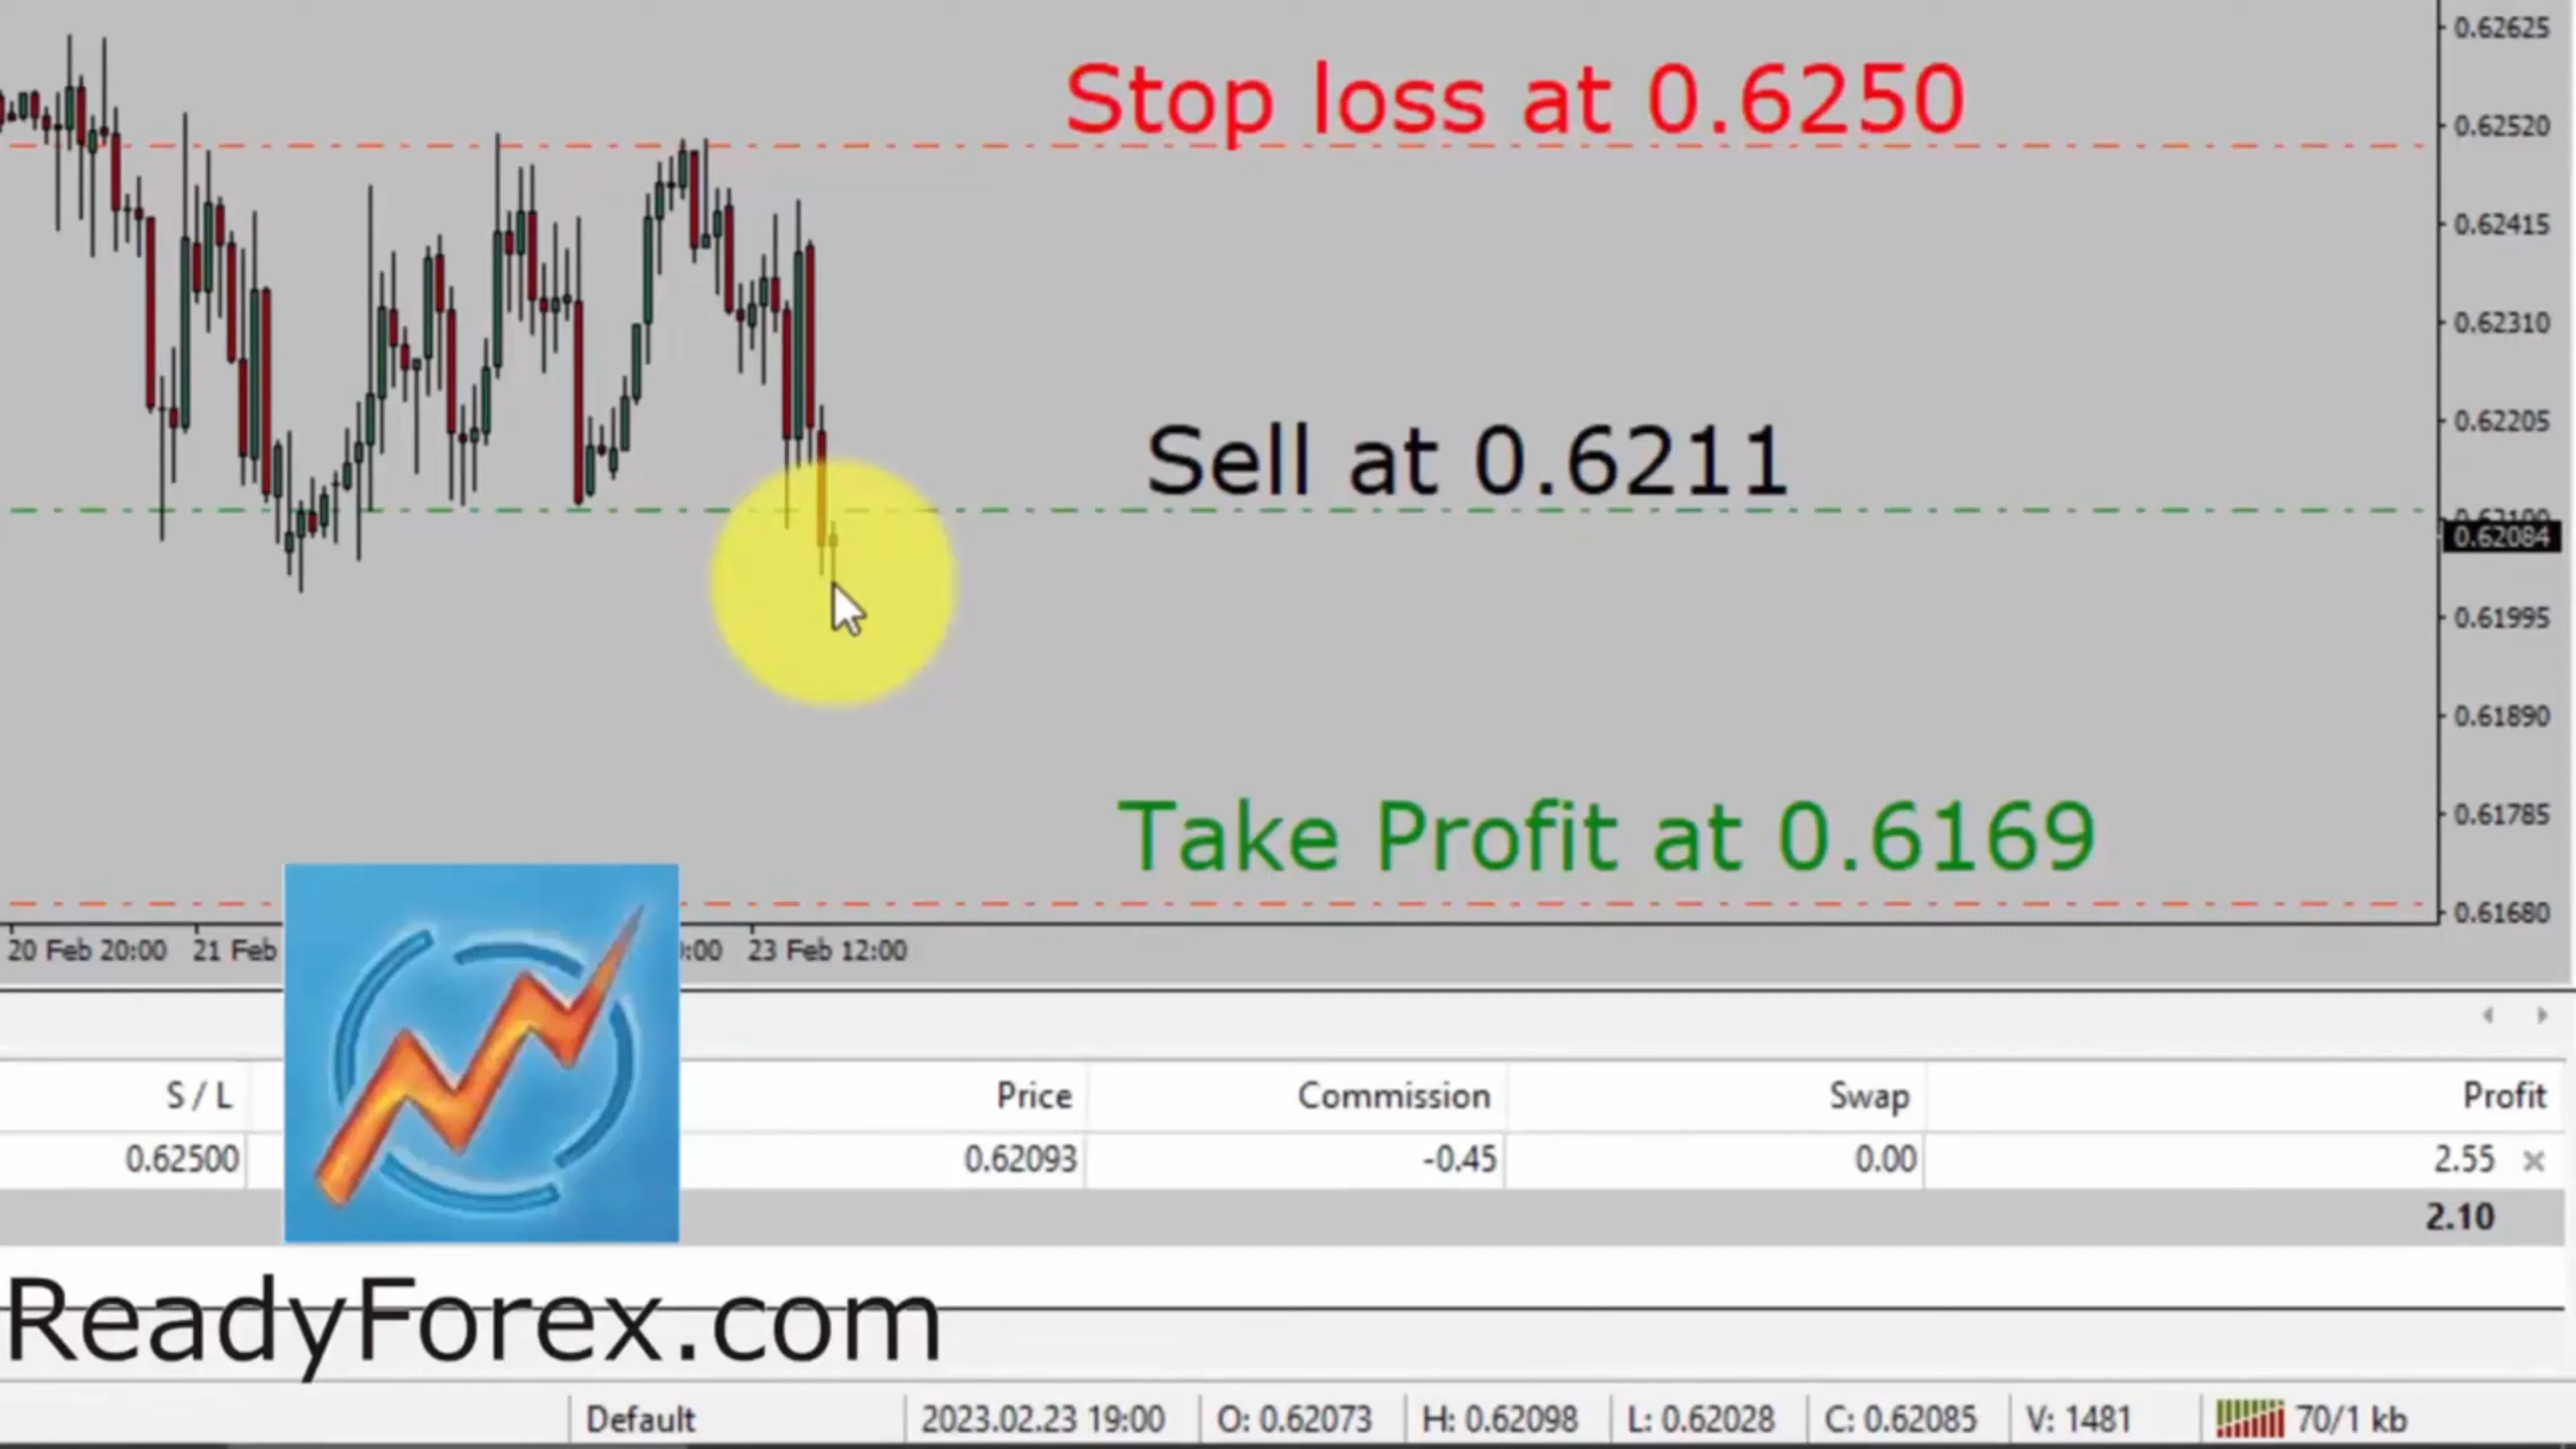 0.62625
Stop loss at 0.6250
0.62520
0.62415
0.62310
0.62205
Sell at 0.6211
0.62100
0.62084
0.61995
0.61890
0.61785
Take Profit at 0.6169
0.61680
20 Feb 20:00 21 Feb :00 23 Feb 12:00
S / L Price Commission Swap Profit
0.62500 0.62093 -0.45 0.00 2.55 ×
2.10
ReadyForex.com
Default 2023.02.23 19:00 O: 0.62073 H: 0.62098 L: 0.62028 C: 0.62085 V: 1481 70/1 kb